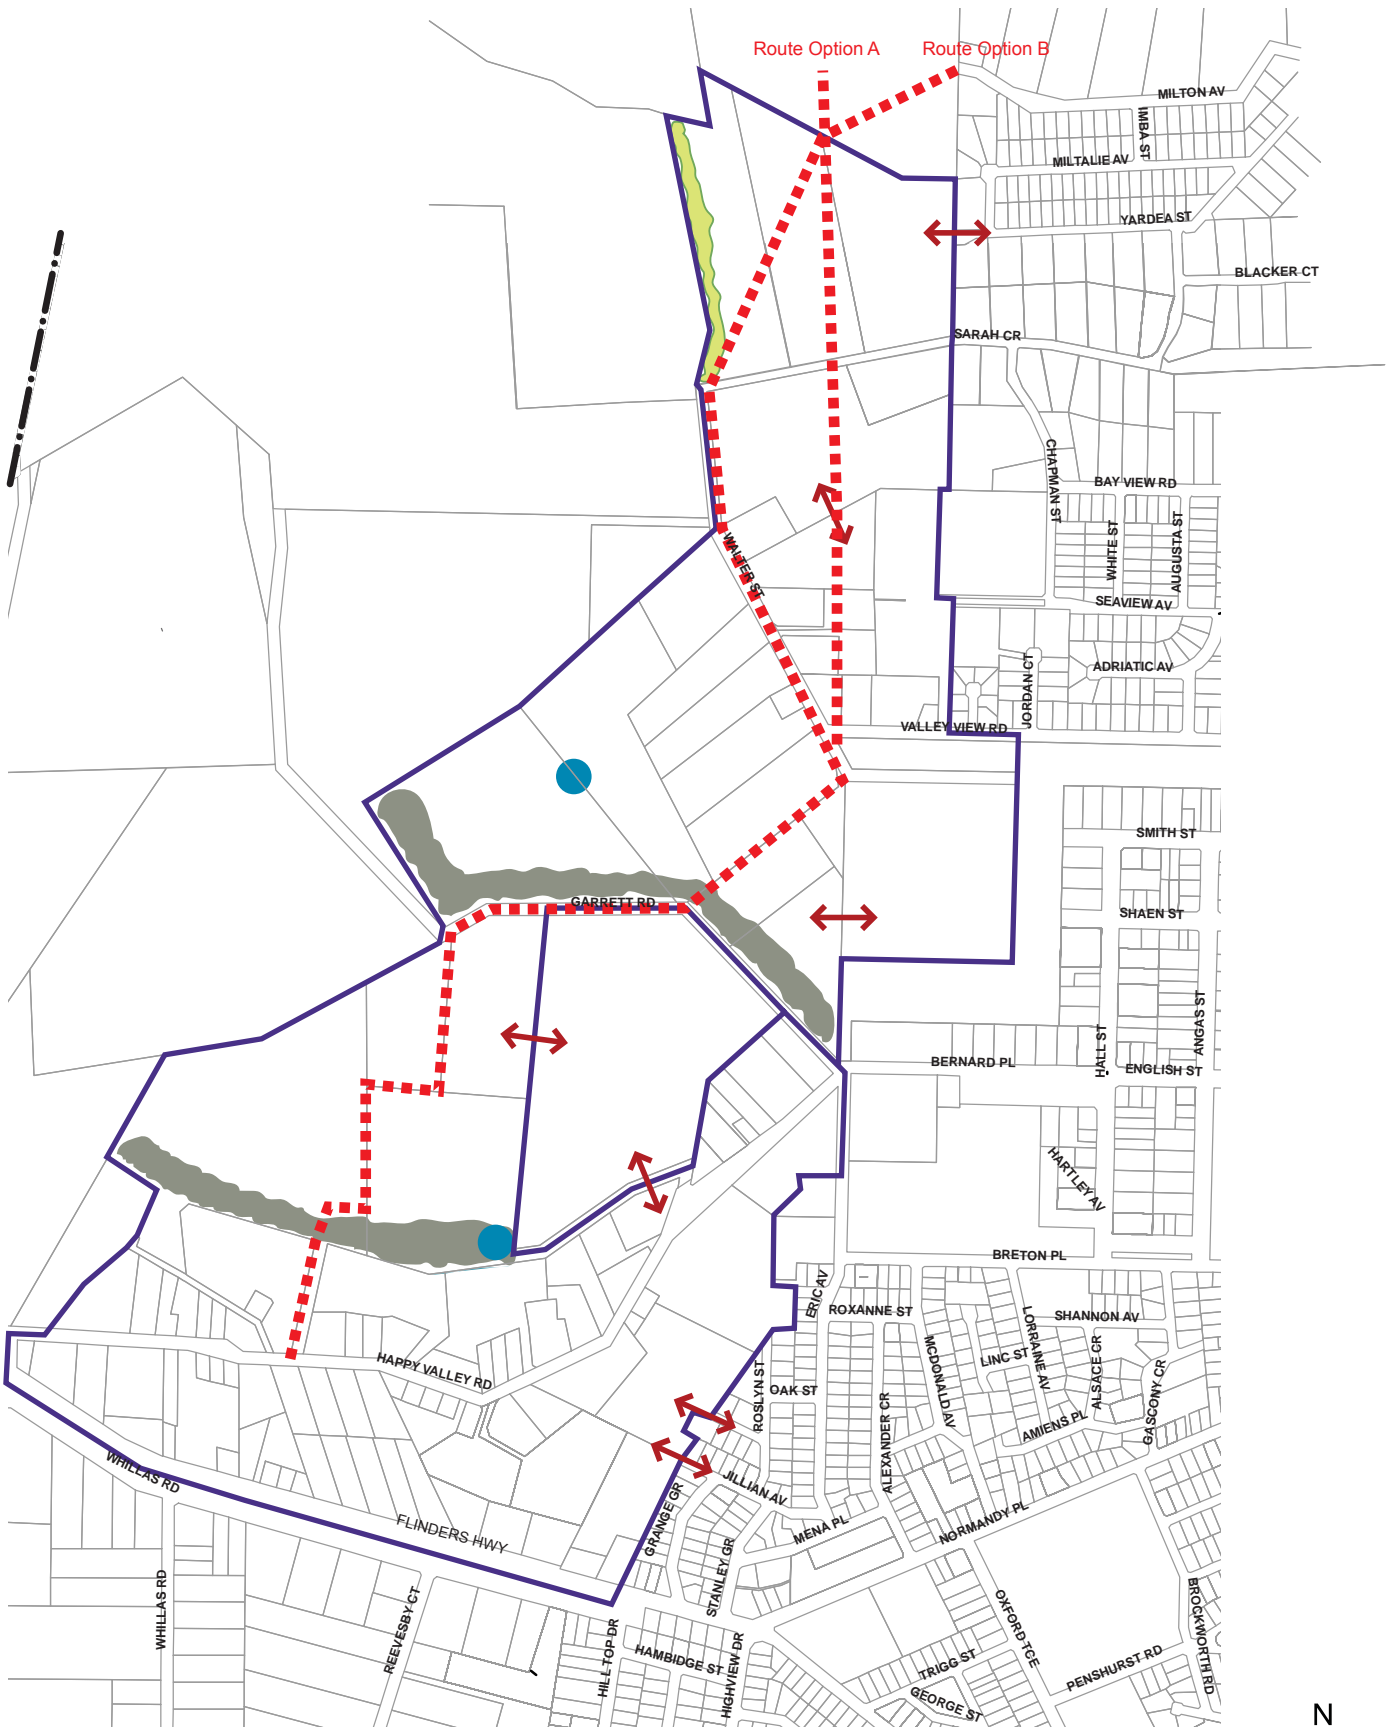 Route Option A
Route Option B
MILTON AV
IMBA ST
MILTALIE AV
YARDEA ST
BLACKER CT
SARAH CR
CHAPMAN ST
BAY VIEW RD
WHITE ST
AUGUSTA ST
WALTER ST
SEAVIEW AV
ADRIATIC AV
JORDAN CT
VALLEY VIEW RD
SMITH ST
GARRETT RD
SHAEN ST
ANGAS ST
HALL ST
BERNARD PL
ENGLISH ST
HARTLEY AV
BRETON PL
ERIC AV
ROXANNE ST
SHANNON AV
LORRAINE AV
MCDONALD AV
LINC ST
ALSACE CR
GASCONY CR
HAPPY VALLEY RD
ROSLYN ST
OAK ST
ALEXANDER CR
AMIENS PL
WHILLAS RD
JILLIAN AV
GRANGE GR
FLINDERS HWY
MENA PL
NORMANDY PL
STANLEY GR
WHILLAS RD
REEVESBY CT
HILL TOP DR
HAMBIDGE ST
HIGHVIEW DR
OXFORD TCE
TRIGG ST
GEORGE ST
PENSHURST RD
BROCKWORTH RD
N